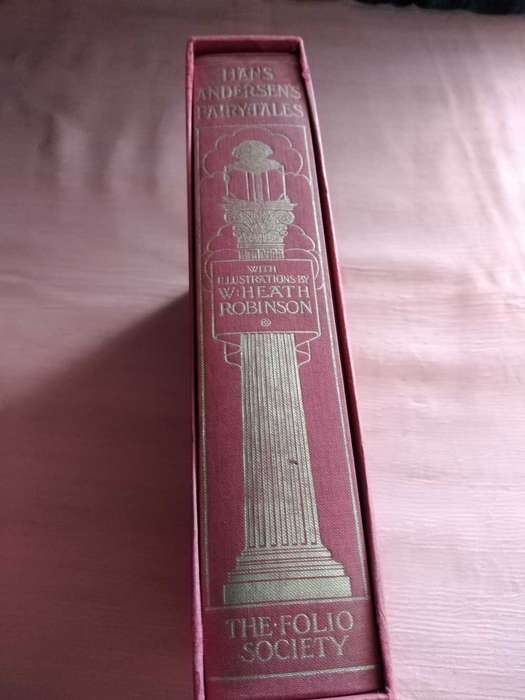 HANS
ANDERSEN'S
FAIRY·TALES
WITH
ILLUSTRATIONS BY
W·HEATH
ROBINSON
THE·FOLIO
SOCIETY